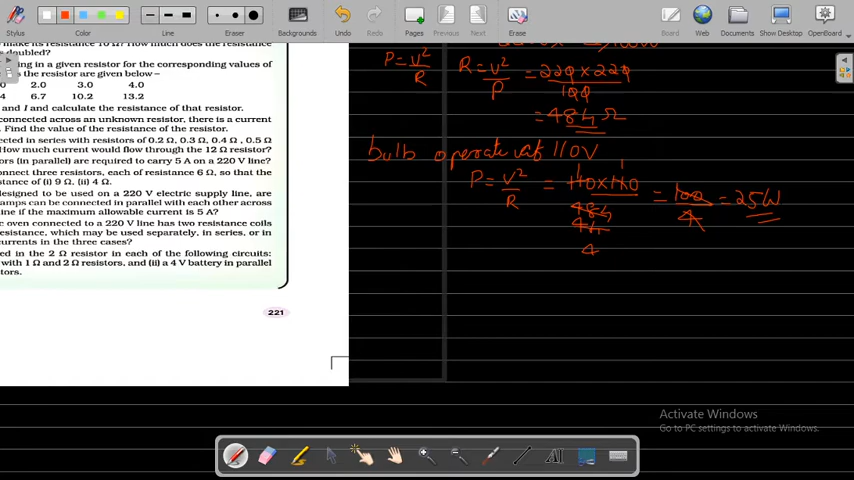 Stylus
Color
Line
Eraser
Backgrounds
Undo
Redo
Pages
Previous
Next
Erase
Board
Web
Documents
Show Desktop
OpenBoard
make its resistance 10 Ω? How much does the resistance
s doubled?
ing in a given resistor for the corresponding values of
s the resistor are given below –
0 2.0 3.0 4.0
4 6.7 10.2 13.2
and I and calculate the resistance of that resistor.
connected across an unknown resistor, there is a current
. Find the value of the resistance of the resistor.
ected in series with resistors of 0.2 Ω, 0.3 Ω, 0.4 Ω, 0.5 Ω
How much current would flow through the 12 Ω resistor?
ors (in parallel) are required to carry 5 A on a 220 V line?
onnect three resistors, each of resistance 6 Ω, so that the
stance of (i) 9 Ω, (ii) 4 Ω.
designed to be used on a 220 V electric supply line, are
amps can be connected in parallel with each other across
line if the maximum allowable current is 5 A?
c oven connected to a 220 V line has two resistance coils
esistance, which may be used separately, in series, or in
currents in the three cases?
ed in the 2 Ω resistor in each of the following circuits:
with 1 Ω and 2 Ω resistors, and (ii) a 4 V battery in parallel
tors.
221
P=V²/R
R=V²/P = 220×220/100
=484Ω
bulb operate at 110V
P=V²/R = 110×110/484 = 100/4 = 25W
44
4
Activate Windows
Go to PC settings to activate Windows.